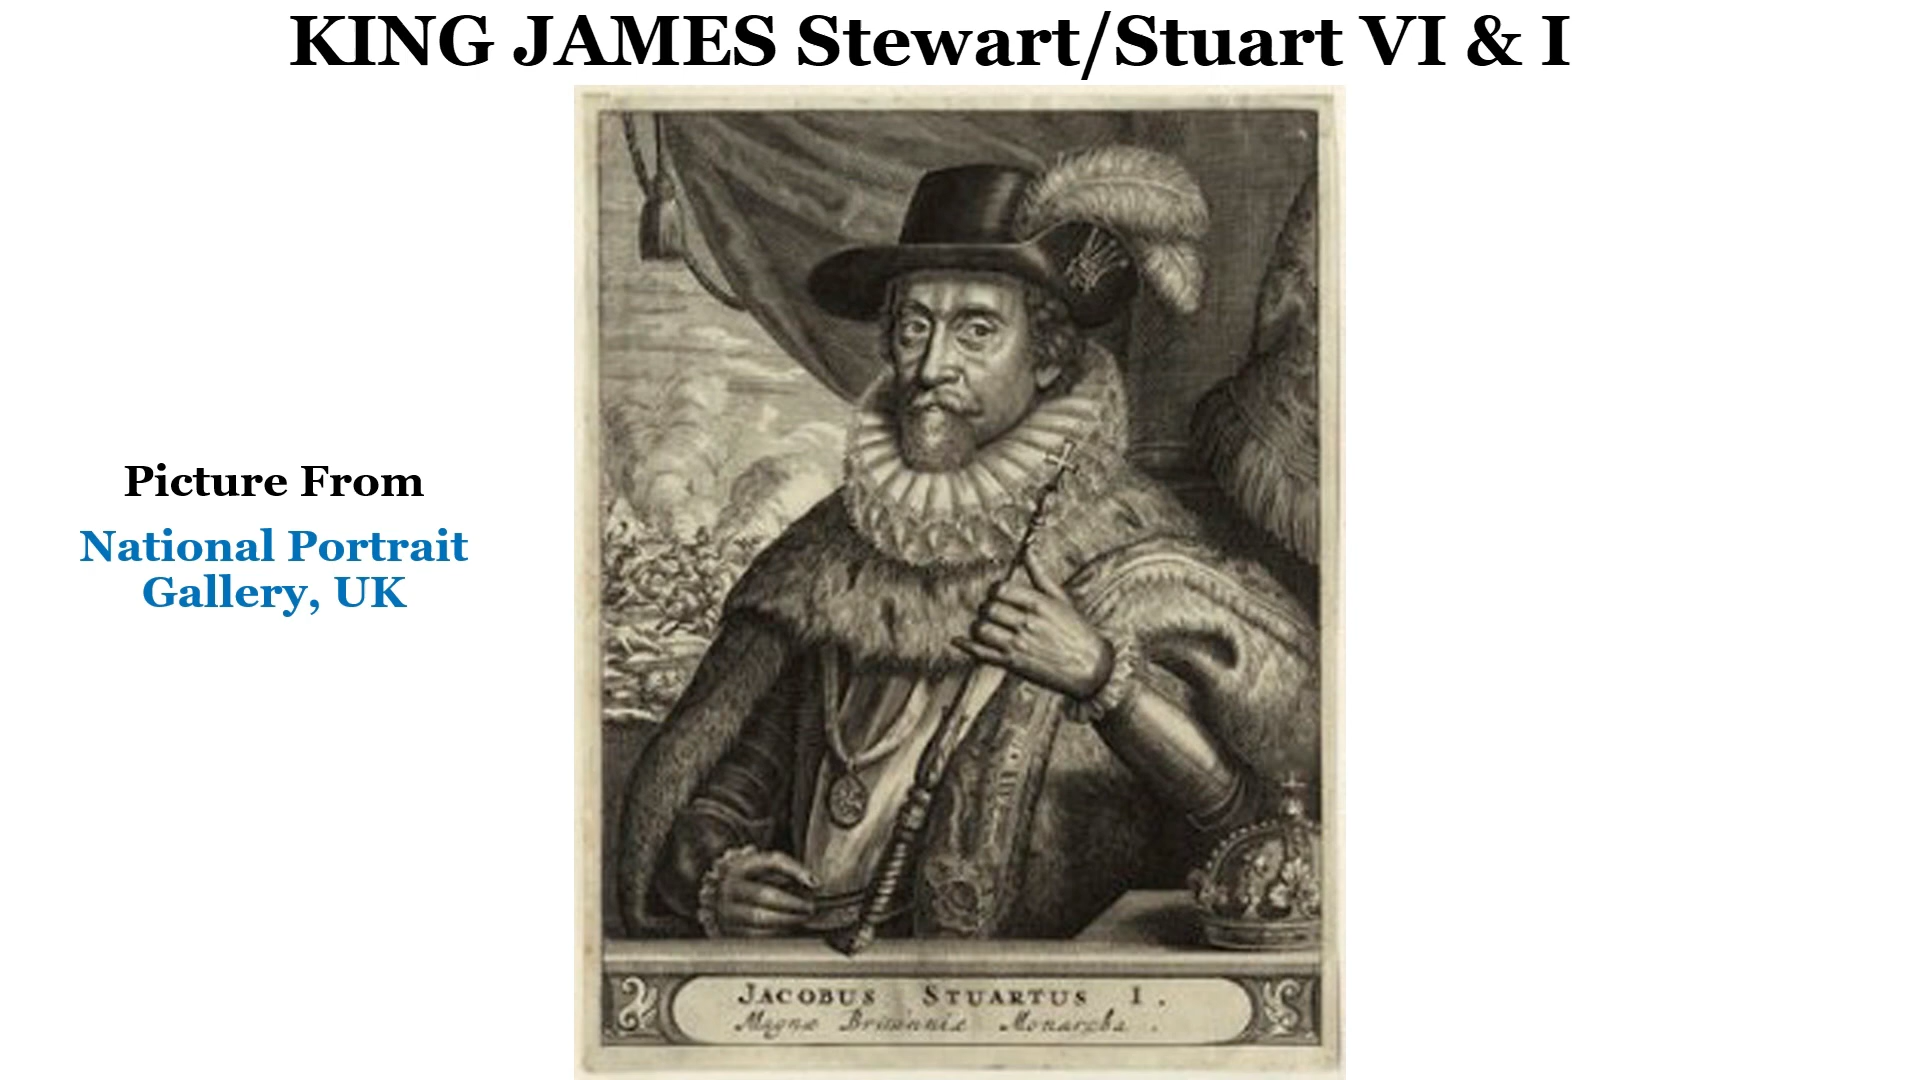 KING JAMES Stewart/Stuart VI & I
Picture From
National Portrait
Gallery, UK
JACOBUS STUARTUS I.
Magnæ Britanniæ Monarcha.